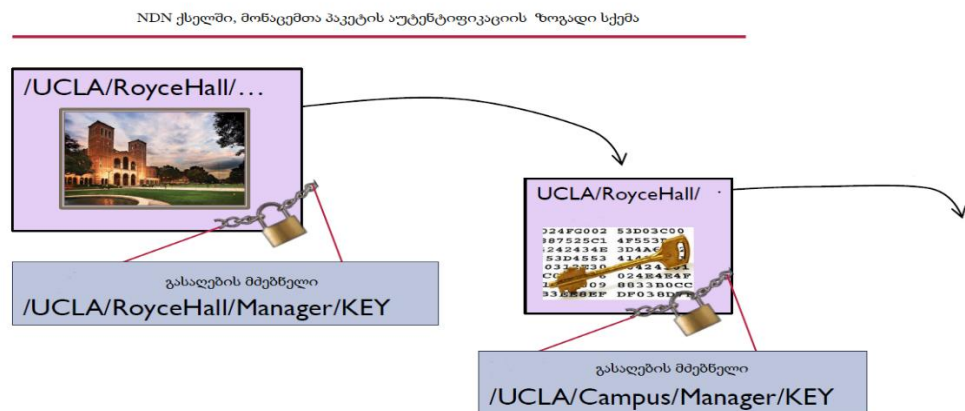 NDN ქსელში, მონაცემთა პაკეტის აუტენტიფიკაციის ზოგადი სქემა
/UCLA/RoyceHall/...
UCLA/RoyceHall/
გასაღების მძებნელი
/UCLA/RoyceHall/Manager/KEY
გასაღების მძებნელი
/UCLA/Campus/Manager/KEY